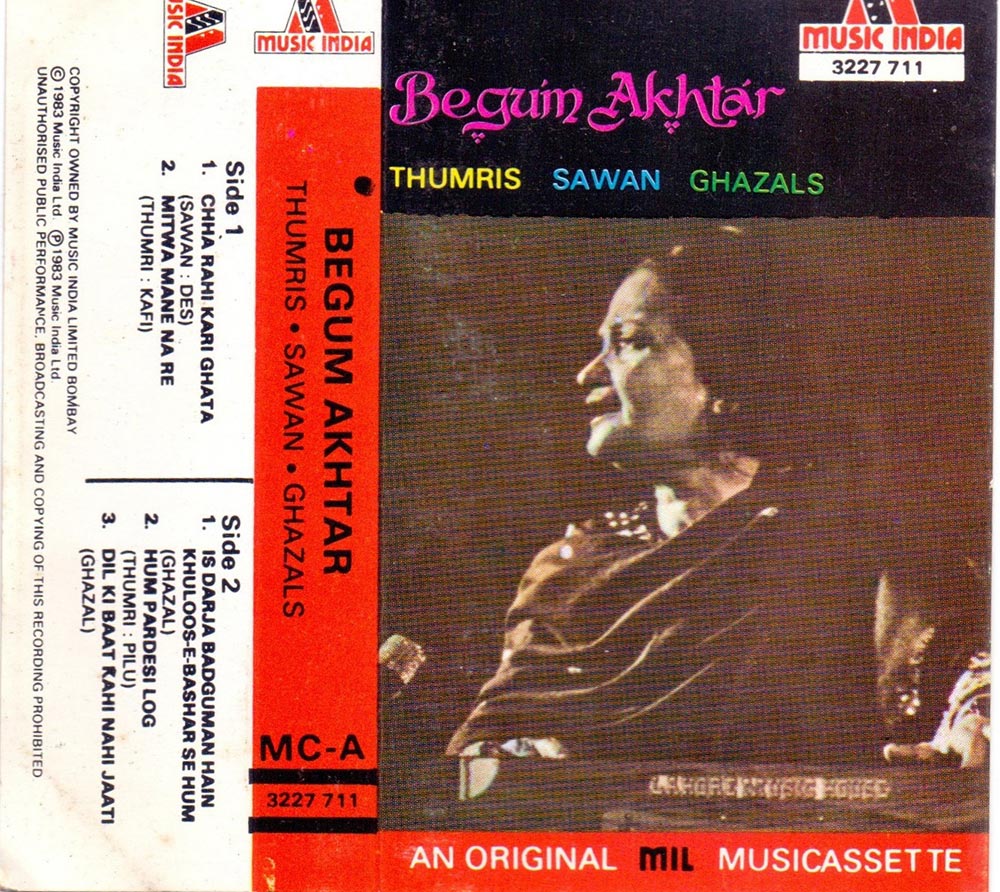 MUSIC INDIA
3227 711
Begum Akhtar
THUMRIS SAWAN GHAZALS
LAHORE MUSIC HOUSE
AN ORIGINAL MIL MUSICASSETTE
MUSIC INDIA
BEGUM AKHTAR
THUMRIS • SAWAN • GHAZALS
MC-A
3227 711
MUSIC INDIA
Side 1
1. CHHA RAHI KARI GHATA
(SAWAN : DES)
2. MITWA MANE NA RE
(THUMRI : KAFI)
Side 2
1. IS DARJA BADGUMAN HAIN
KHULOOS-E-BASHAR SE HUM
(GHAZAL)
2. HUM PARDESI LOG
(THUMRI : PILU)
3. DIL KI BAAT KAHI NAHI JAATI
(GHAZAL)
COPYRIGHT OWNED BY MUSIC INDIA LIMITED BOMBAY
© 1983 Music India Ltd. ℗ 1983 Music India Ltd.
UNAUTHORISED PUBLIC PERFORMANCE, BROADCASTING AND COPYING OF THIS RECORDING PROHIBITED